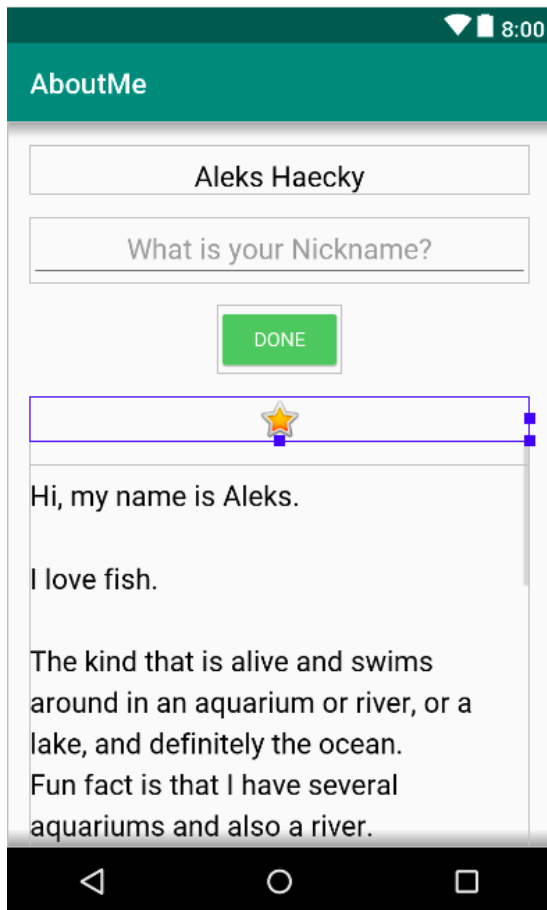 8:00
AboutMe
Aleks Haecky
What is your Nickname?
DONE
Hi, my name is Aleks.
I love fish.
The kind that is alive and swims
around in an aquarium or river, or a
lake, and definitely the ocean.
Fun fact is that I have several
aquariums and also a river.